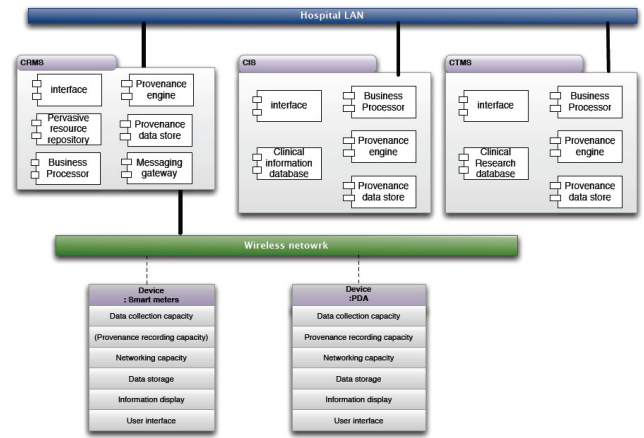 Hospital LAN
CRMS
interface
Provenance
engine
Pervasive
resource
repository
Provenance
data store
Business
Processor
Messaging
gateway
CIS
interface
Business
Processor
Clinical
information
database
Provenance
engine
Provenance
data store
CTMS
interface
Business
Processor
Clinical
Research
database
Provenance
engine
Provenance
data store
Wireless netowrk
Device
: Smart meters
Data collection capacity
(Provenance recording capacity)
Networking capacity
Data storage
Information display
User interface
Device
:PDA
Data collection capacity
Provenance recording capacity
Networking capacity
Data storage
Information display
User interface